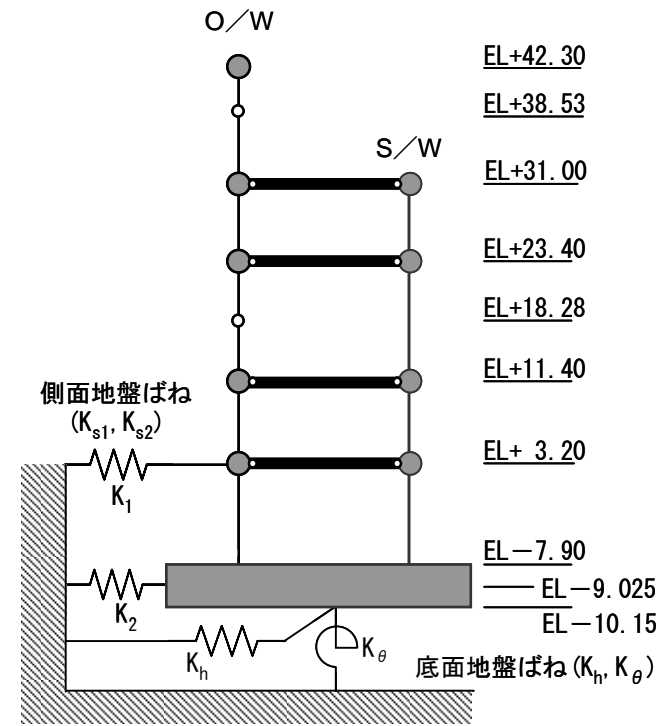 O／W
EL+42.30
EL+38.53
S／W
EL+31.00
EL+23.40
EL+18.28
EL+11.40
側面地盤ばね
(Ks1, Ks2)
EL+ 3.20
K1
EL－7.90
EL－9.025
K2
EL－10.15
Kh
Kθ
底面地盤ばね(Kh, Kθ)